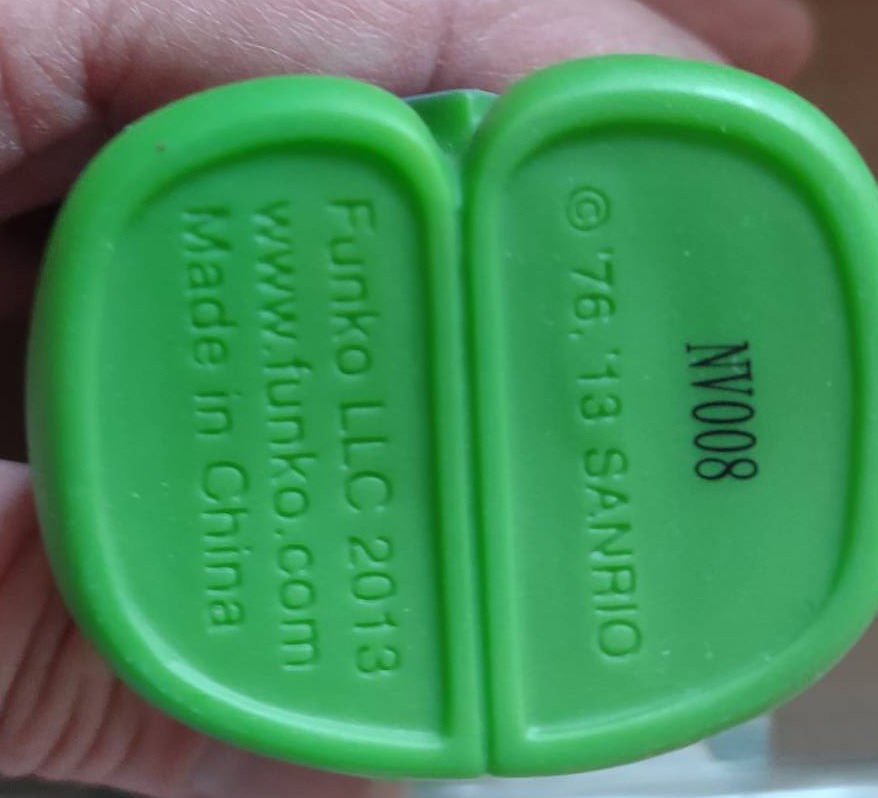 NV008
© '76, '13 SANRIO
Funko LLC 2013
www.funko.com
Made in China